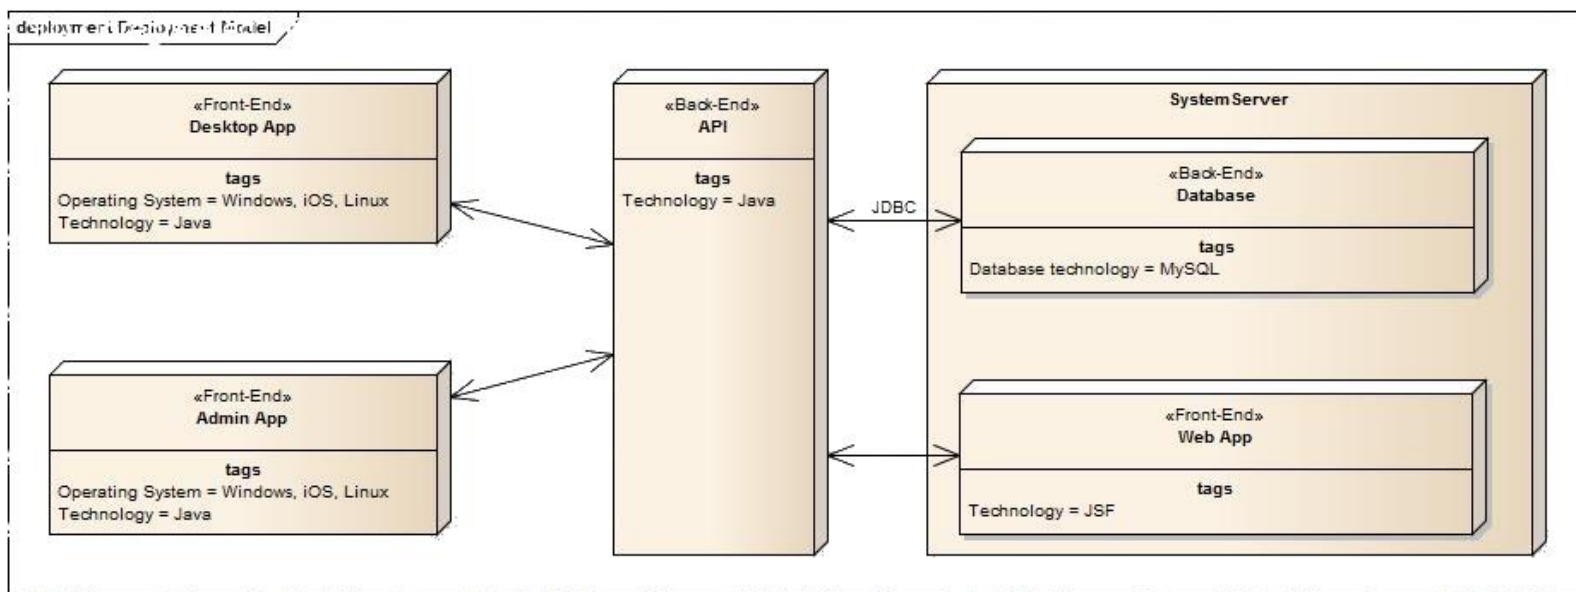 deployment Deployment Model
«Front-End»
Desktop App
tags
Operating System = Windows, iOS, Linux
Technology = Java
«Front-End»
Admin App
tags
Operating System = Windows, iOS, Linux
Technology = Java
«Back-End»
API
tags
Technology = Java
JDBC
System Server
«Back-End»
Database
tags
Database technology = MySQL
«Front-End»
Web App
tags
Technology = JSF